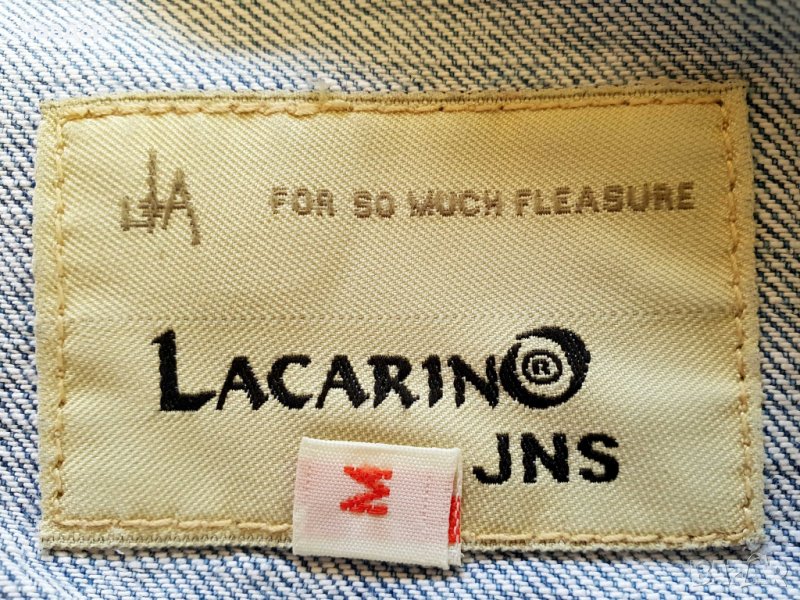 FOR SO MUCH FLEASURE
LACARINO ®
JNS
M